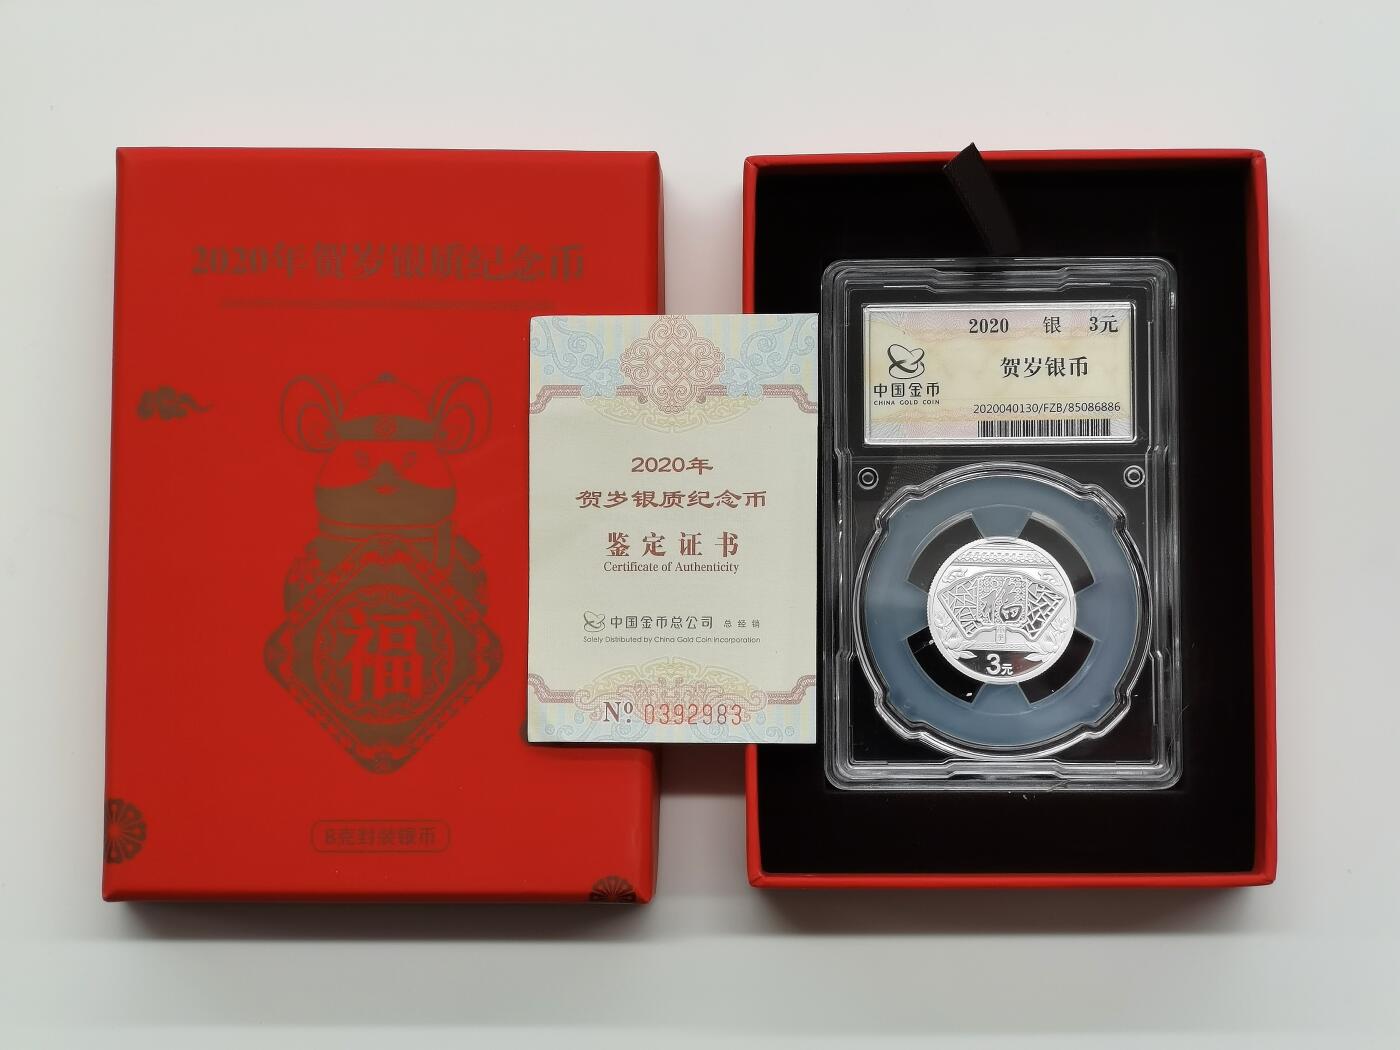 2020年贺岁银质纪念币
福
8克封装银币
2020年
贺岁银质纪念币
鉴定证书
Certificate of Authenticity
中国金币总公司 总经销
Solely Distributed by China Gold Coin Incorporation
№ 0392983
2020 银 3元
贺岁银币
中国金币
CHINA GOLD COIN
2020040130/FZB/85086886
福
3元